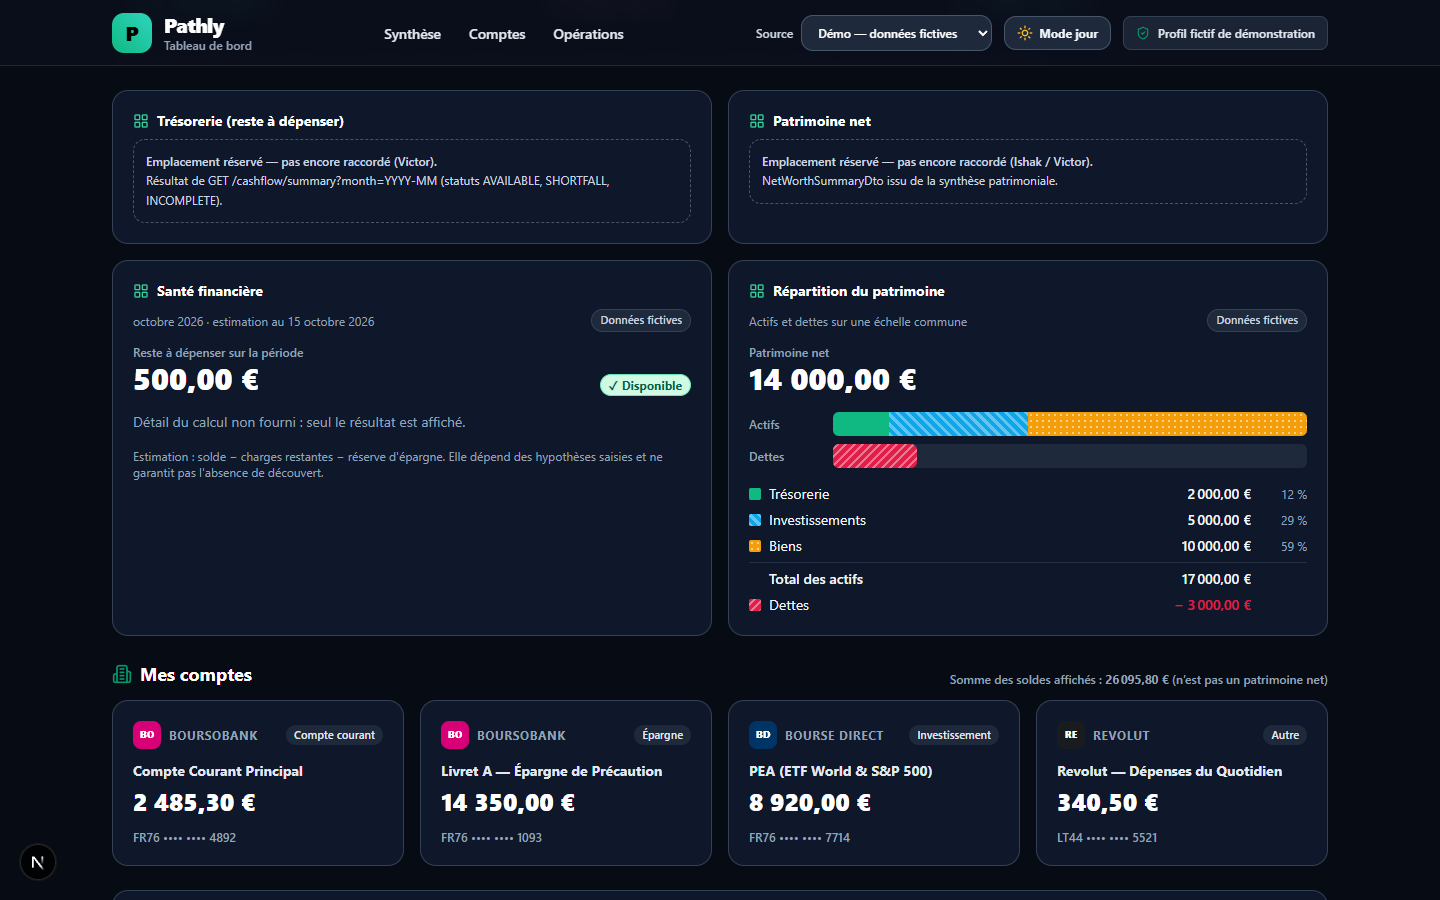 P
Pathly
Tableau de bord
Synthèse
Comptes
Opérations
Source
Démo — données fictives
Mode jour
Profil fictif de démonstration
Trésorerie (reste à dépenser)
Emplacement réservé — pas encore raccordé (Victor).
Résultat de GET /cashflow/summary?month=YYYY-MM (statuts AVAILABLE, SHORTFALL,
INCOMPLETE).
Patrimoine net
Emplacement réservé — pas encore raccordé (Ishak / Victor).
NetWorthSummaryDto issu de la synthèse patrimoniale.
Santé financière
octobre 2026 · estimation au 15 octobre 2026
Données fictives
Reste à dépenser sur la période
500,00 €
✓ Disponible
Détail du calcul non fourni : seul le résultat est affiché.
Estimation : solde − charges restantes − réserve d'épargne. Elle dépend des hypothèses saisies et ne
garantit pas l'absence de découvert.
Répartition du patrimoine
Actifs et dettes sur une échelle commune
Données fictives
Patrimoine net
14 000,00 €
Actifs
Dettes
Trésorerie 2 000,00 € 12 %
Investissements 5 000,00 € 29 %
Biens 10 000,00 € 59 %
Total des actifs 17 000,00 €
Dettes − 3 000,00 €
Mes comptes
Somme des soldes affichés : 26 095,80 € (n'est pas un patrimoine net)
BO BOURSOBANK Compte courant
Compte Courant Principal
2 485,30 €
FR76 •••• •••• 4892
BO BOURSOBANK Épargne
Livret A — Épargne de Précaution
14 350,00 €
FR76 •••• •••• 1093
BD BOURSE DIRECT Investissement
PEA (ETF World & S&P 500)
8 920,00 €
FR76 •••• •••• 7714
RE REVOLUT Autre
Revolut — Dépenses du Quotidien
340,50 €
LT44 •••• •••• 5521
N